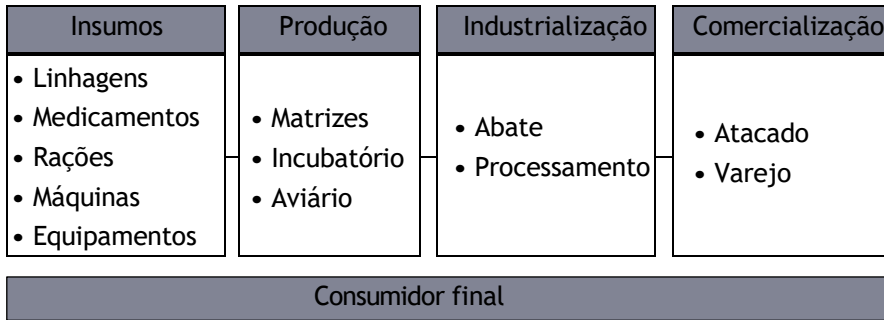 Insumos
• Linhagens
• Medicamentos
• Rações
• Máquinas
• Equipamentos
Produção
• Matrizes
• Incubatório
• Aviário
Industrialização
• Abate
• Processamento
Comercialização
• Atacado
• Varejo
Consumidor final